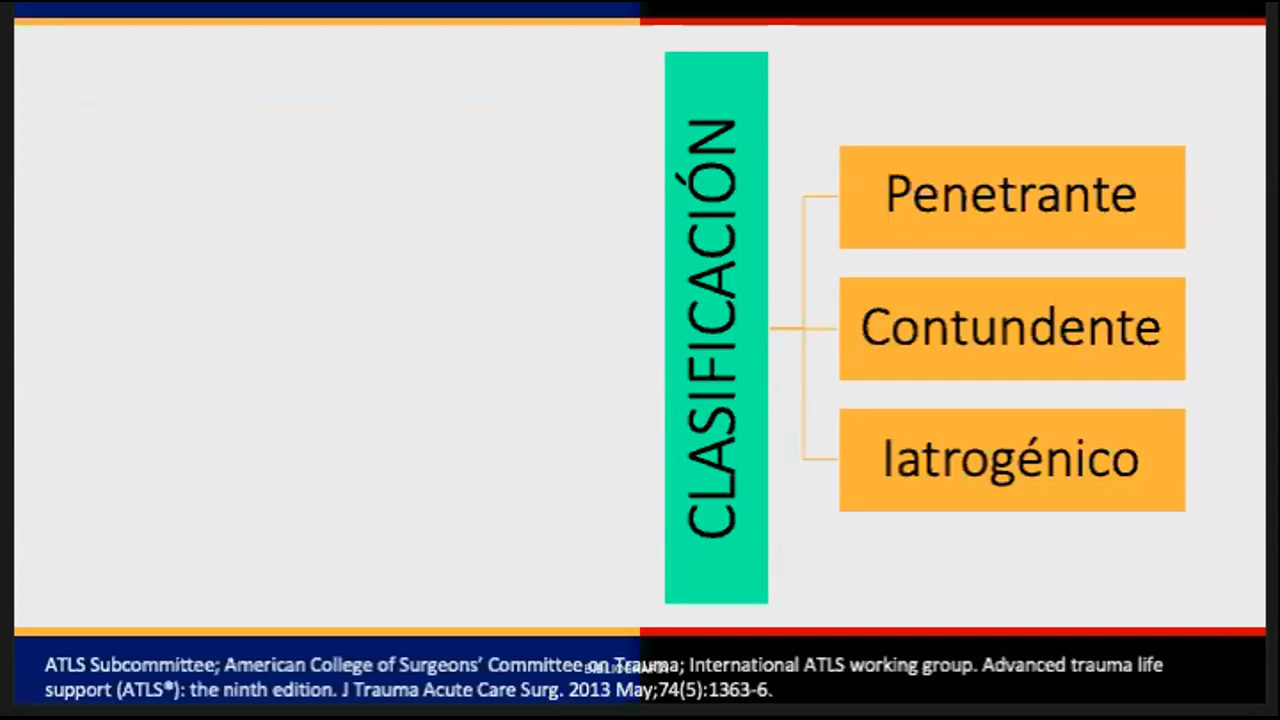 CLASIFICACIÓN
Penetrante
Contundente
Iatrogénico
ATLS Subcommittee; American College of Surgeons’ Committee on Trauma; International ATLS working group. Advanced trauma life
support (ATLS®): the ninth edition. J Trauma Acute Care Surg. 2013 May;74(5):1363-6.